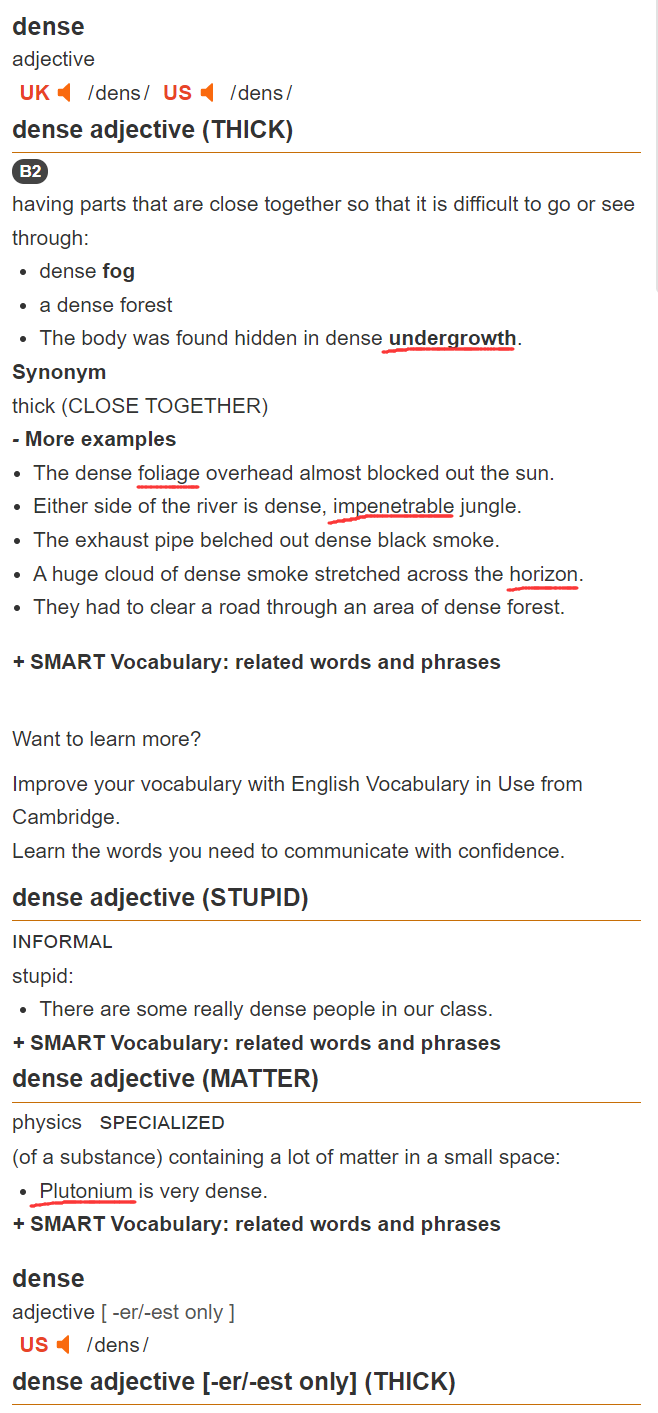 dense
adjective
UK /dens/ US /dens/
dense adjective (THICK)
B2
having parts that are close together so that it is difficult to go or see
through:
• dense fog
• a dense forest
• The body was found hidden in dense undergrowth.
Synonym
thick (CLOSE TOGETHER)
- More examples
• The dense foliage overhead almost blocked out the sun.
• Either side of the river is dense, impenetrable jungle.
• The exhaust pipe belched out dense black smoke.
• A huge cloud of dense smoke stretched across the horizon.
• They had to clear a road through an area of dense forest.
+ SMART Vocabulary: related words and phrases
Want to learn more?
Improve your vocabulary with English Vocabulary in Use from
Cambridge.
Learn the words you need to communicate with confidence.
dense adjective (STUPID)
INFORMAL
stupid:
• There are some really dense people in our class.
+ SMART Vocabulary: related words and phrases
dense adjective (MATTER)
physics SPECIALIZED
(of a substance) containing a lot of matter in a small space:
• Plutonium is very dense.
+ SMART Vocabulary: related words and phrases
dense
adjective [ -er/-est only ]
US /dens/
dense adjective [-er/-est only] (THICK)